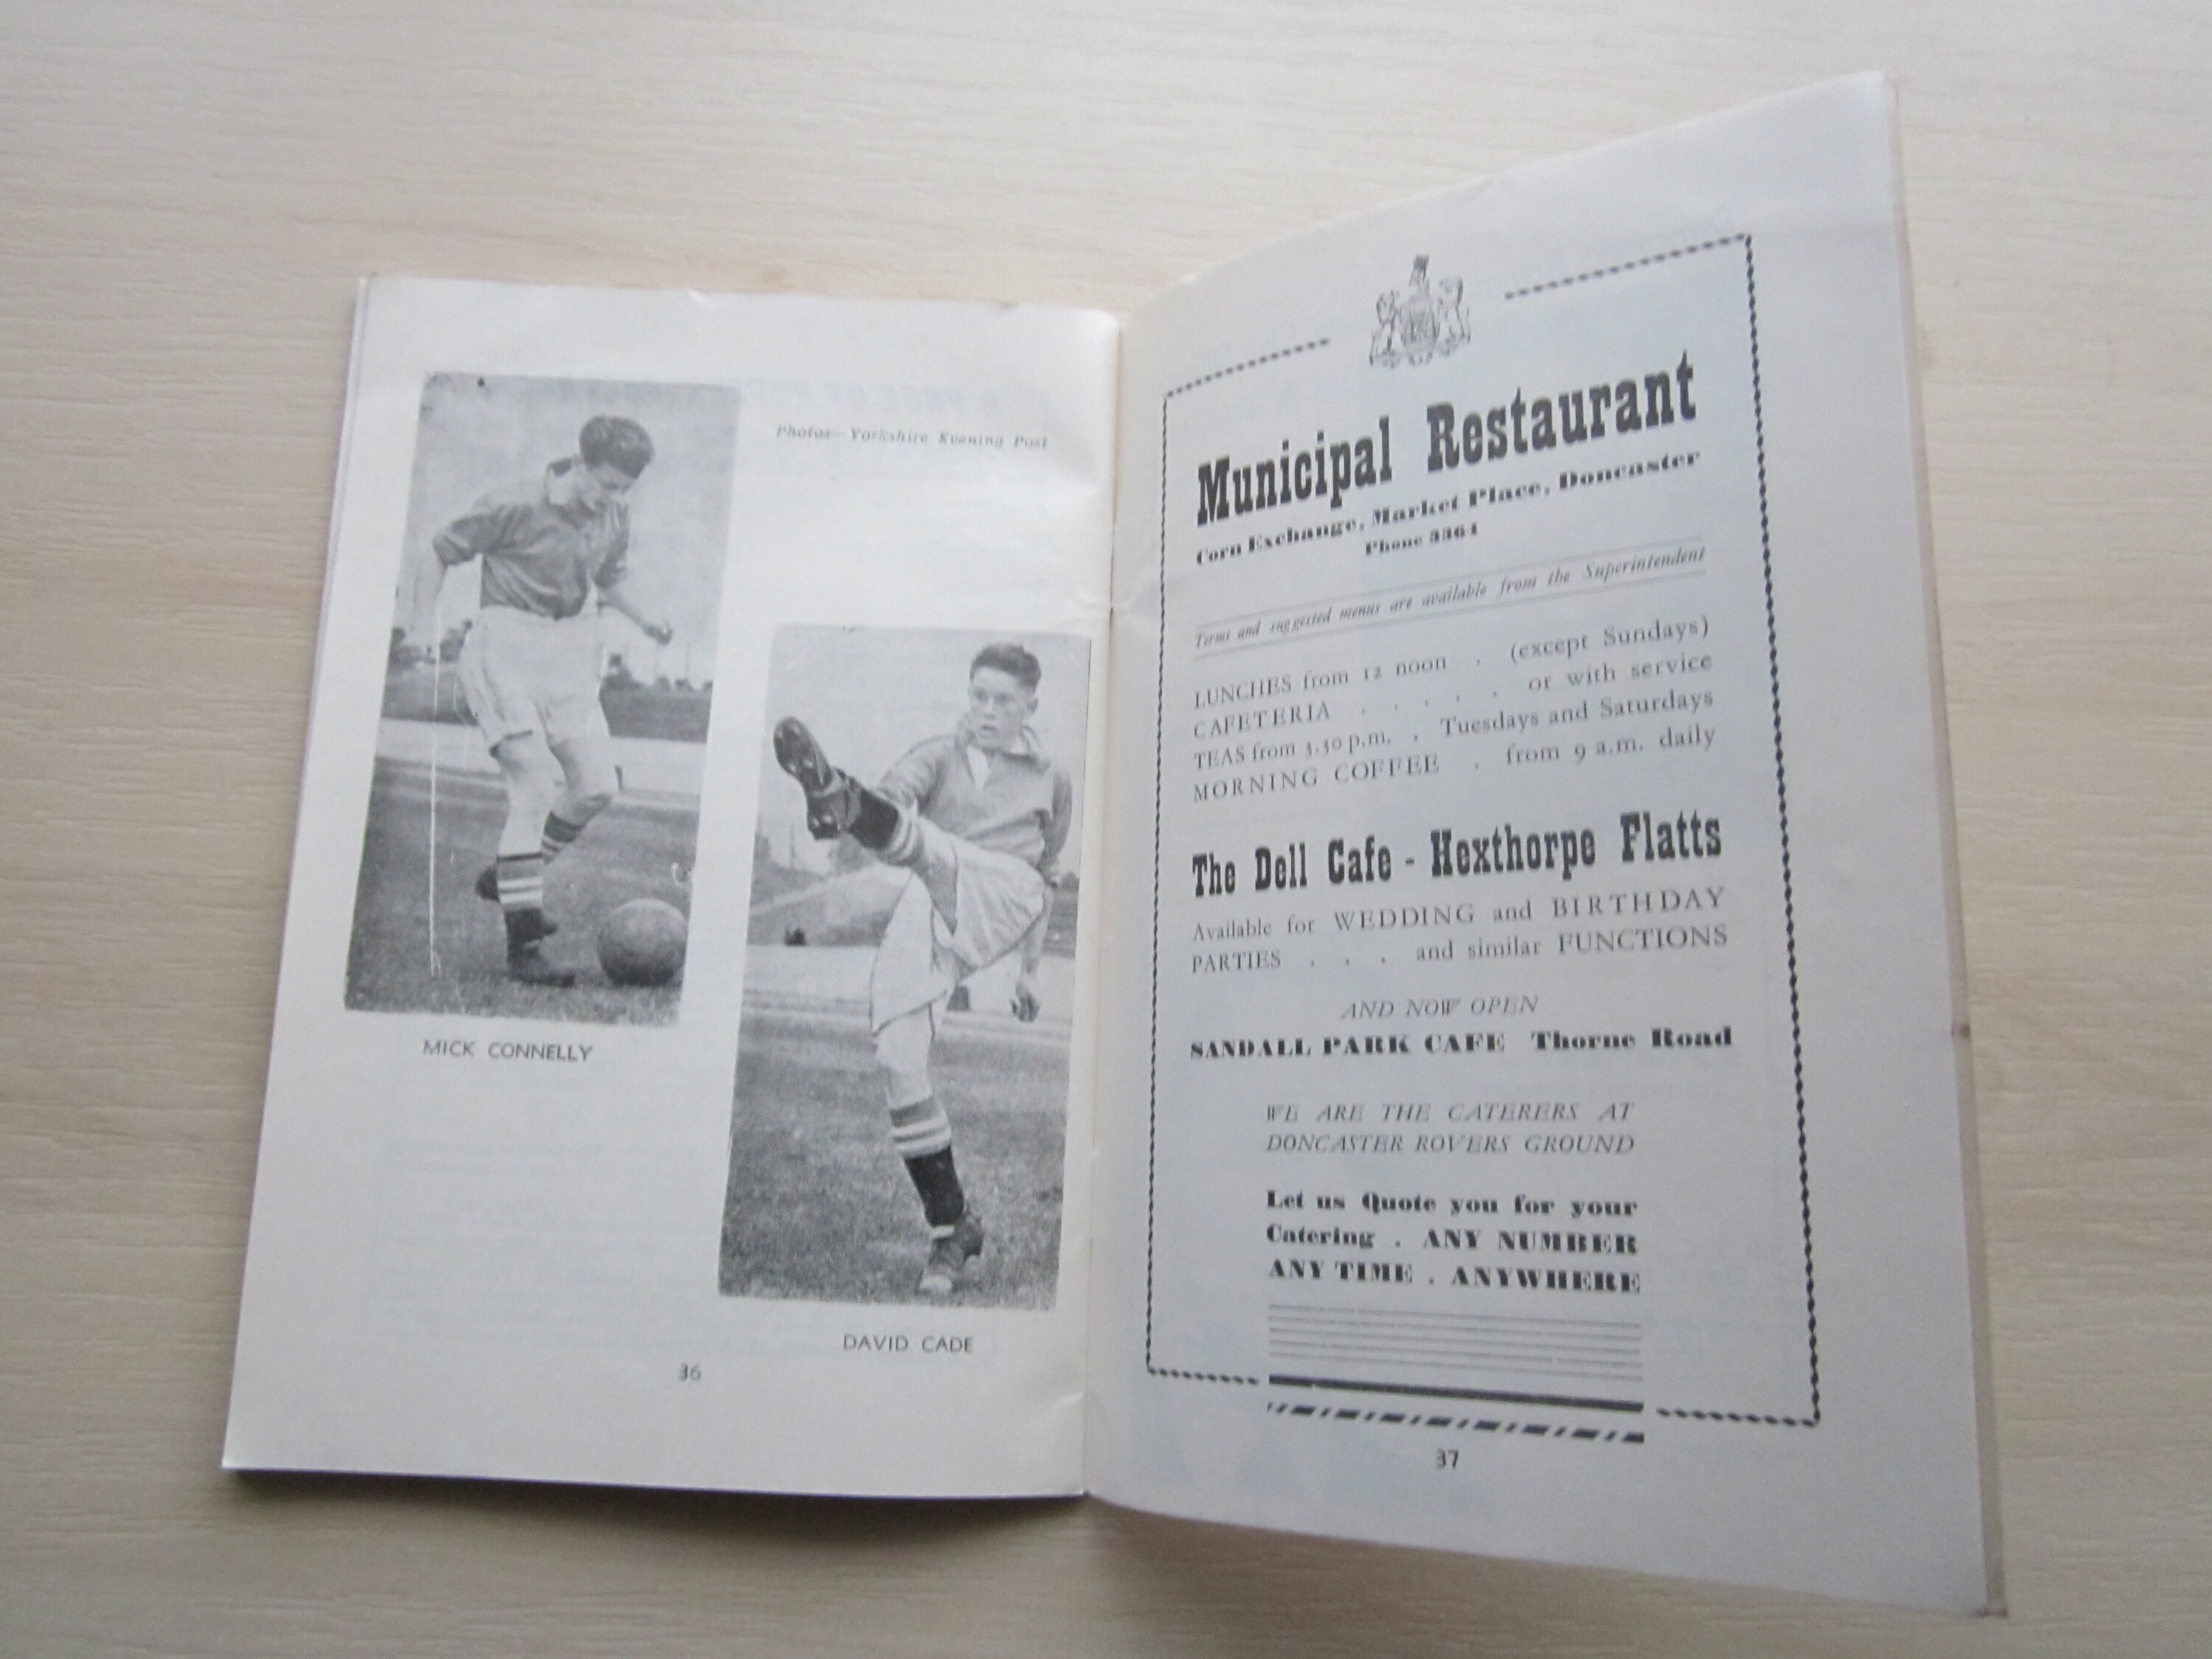 Photos—Yorkshire Evening Post
MICK CONNELLY
DAVID CADE
36
Municipal Restaurant
Corn Exchange, Market Place, Doncaster
Phone 3364
Terms and suggested menus are available from the Superintendent
LUNCHES from 12 noon . (except Sundays)
CAFETERIA . . . . . or with service
TEAS from 3.30 p.m. . Tuesdays and Saturdays
MORNING COFFEE . from 9 a.m. daily
The Dell Cafe - Hexthorpe Flatts
Available for WEDDING and BIRTHDAY
PARTIES . . . and similar FUNCTIONS
AND NOW OPEN
SANDALL PARK CAFE Thorne Road
WE ARE THE CATERERS AT
DONCASTER ROVERS GROUND
Let us Quote you for your
Catering . ANY NUMBER
ANY TIME . ANYWHERE
37